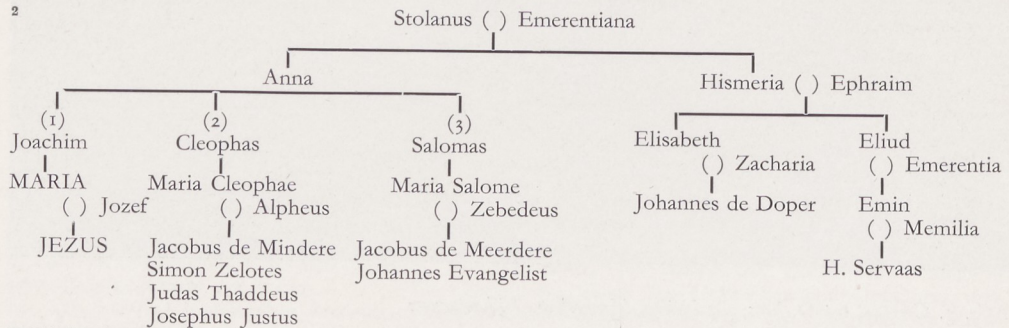 2
Stolanus ( ) Emerentiana
Anna
Hismeria ( ) Ephraim
(1)
(2)
(3)
Joachim
Cleophas
Salomas
Elisabeth
Eliud
( ) Zacharia
( ) Emerentia
MARIA
Maria Cleophae
Maria Salome
( ) Jozef
( ) Alpheus
( ) Zebedeus
Johannes de Doper
Emin
( ) Memilia
JEZUS
Jacobus de Mindere
Jacobus de Meerdere
Simon Zelotes
Johannes Evangelist
H. Servaas
Judas Thaddeus
Josephus Justus